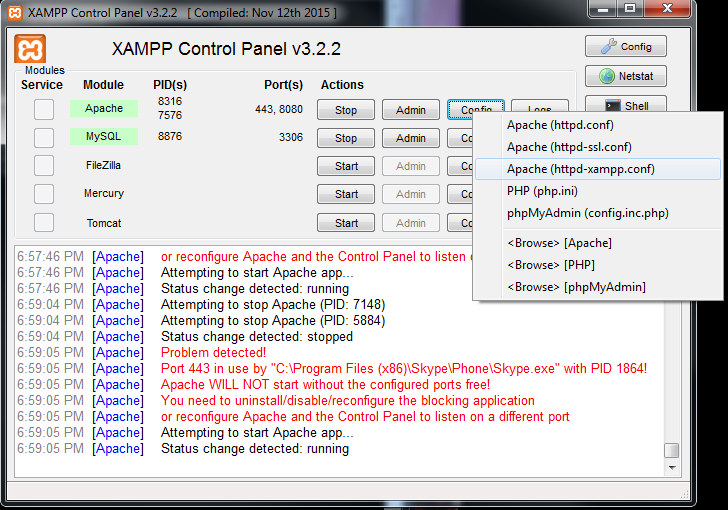 XAMPP Control Panel v3.2.2 [ Compiled: Nov 12th 2015 ]
XAMPP Control Panel v3.2.2
Config
Netstat
Shell
Modules
Service Module PID(s) Port(s) Actions
Apache 8316 7576 443, 8080 Stop Admin Config Logs
MySQL 8876 3306 Stop Admin
FileZilla Start Admin
Mercury Start Admin
Tomcat Start Admin
Apache (httpd.conf)
Apache (httpd-ssl.conf)
Apache (httpd-xampp.conf)
PHP (php.ini)
phpMyAdmin (config.inc.php)
<Browse> [Apache]
<Browse> [PHP]
<Browse> [phpMyAdmin]
6:57:46 PM [Apache] or reconfigure Apache and the Control Panel to listen
6:57:46 PM [Apache] Attempting to start Apache app...
6:57:46 PM [Apache] Status change detected: running
6:59:04 PM [Apache] Attempting to stop Apache (PID: 7148)
6:59:04 PM [Apache] Attempting to stop Apache (PID: 5884)
6:59:04 PM [Apache] Status change detected: stopped
6:59:05 PM [Apache] Problem detected!
6:59:05 PM [Apache] Port 443 in use by "C:\Program Files (x86)\Skype\Phone\Skype.exe" with PID 1864!
6:59:05 PM [Apache] Apache WILL NOT start without the configured ports free!
6:59:05 PM [Apache] You need to uninstall/disable/reconfigure the blocking application
6:59:05 PM [Apache] or reconfigure Apache and the Control Panel to listen on a different port
6:59:05 PM [Apache] Attempting to start Apache app...
6:59:05 PM [Apache] Status change detected: running